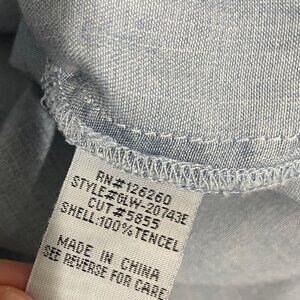 RN#126260
STYLE#GLW-20743E
CUT#5855
SHELL:100%TENCEL
MADE IN CHINA
SEE REVERSE FOR CARE